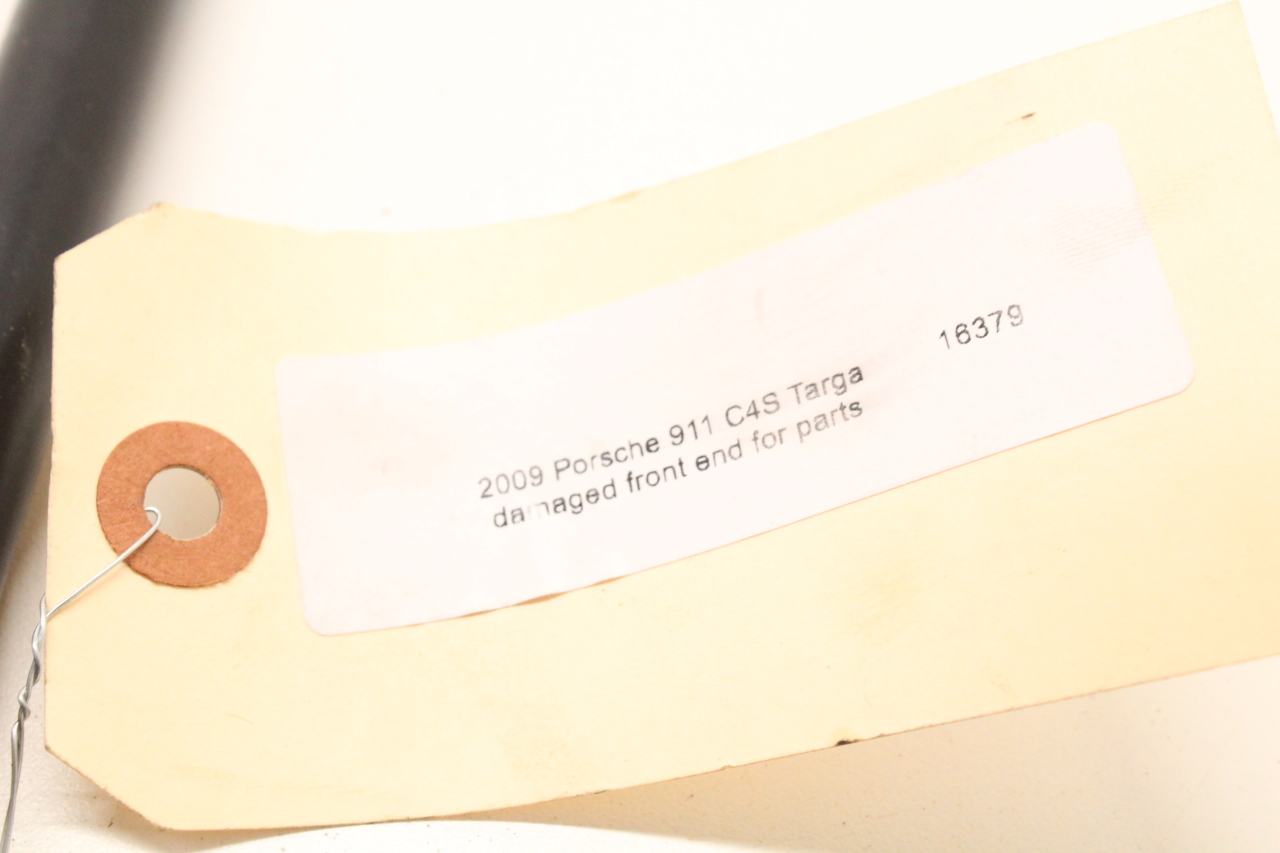 16379
2009 Porsche 911 C4S Targa
damaged front end for parts